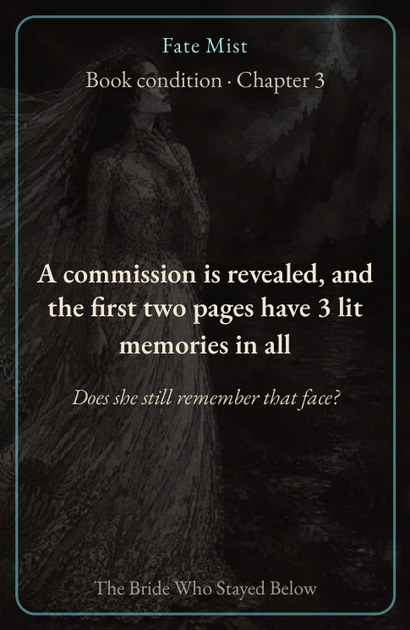 Fate Mist
Book condition · Chapter 3
A commission is revealed, and
the first two pages have 3 lit
memories in all
Does she still remember that face?
The Bride Who Stayed Below